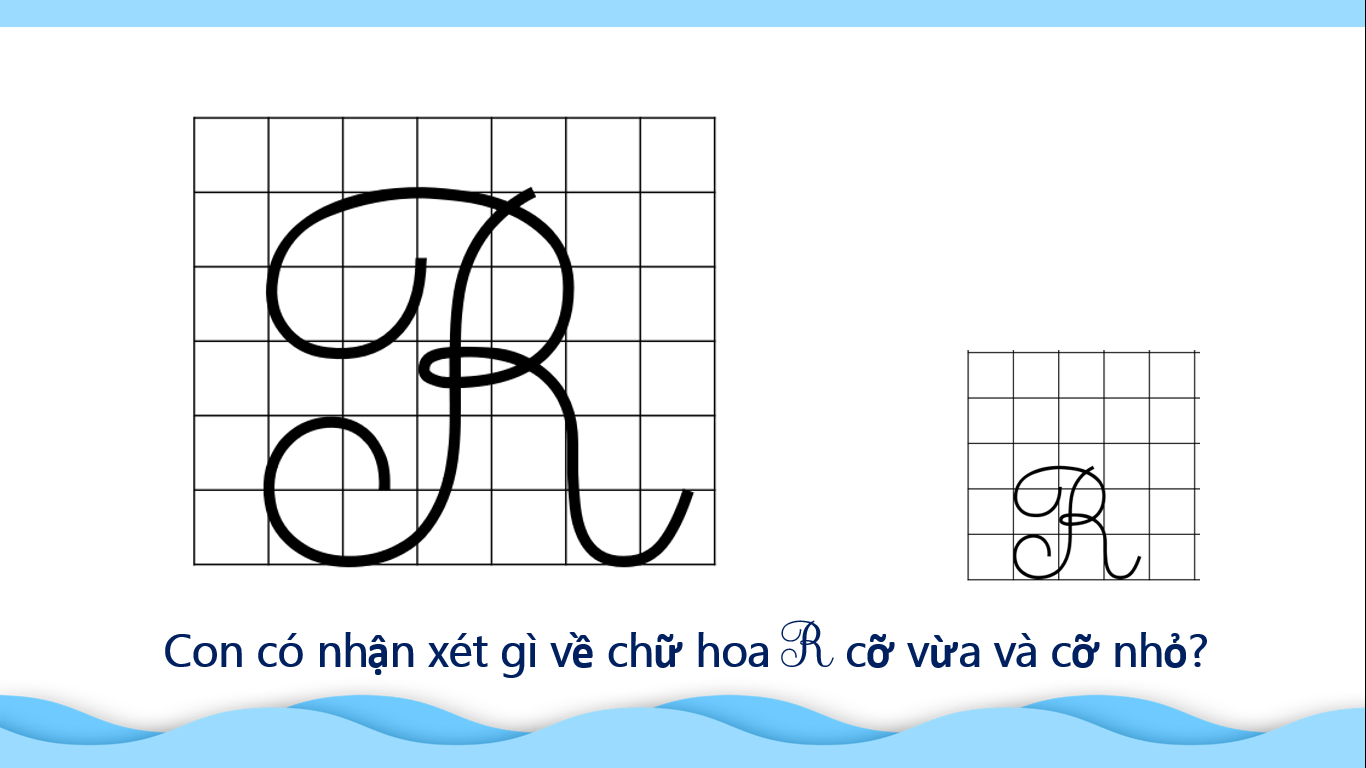 R
R
Con có nhận xét gì về chữ hoa R cỡ vừa và cỡ nhỏ?